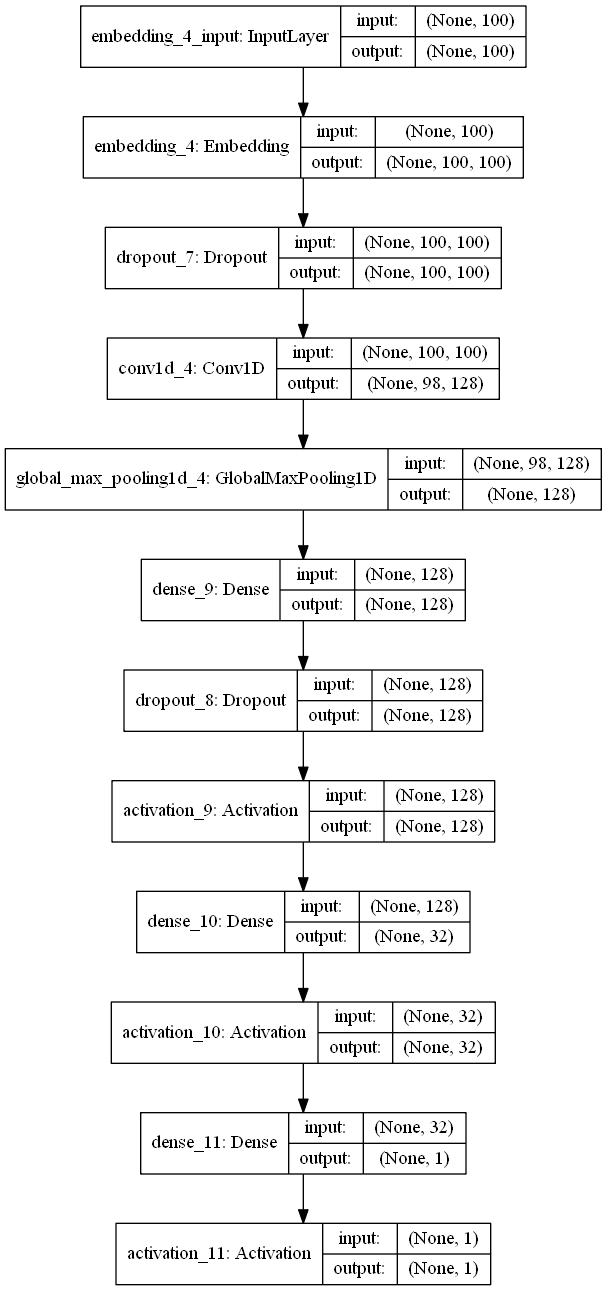 embedding_4_input: InputLayer
input: (None, 100)
output: (None, 100)
embedding_4: Embedding
input: (None, 100)
output: (None, 100, 100)
dropout_7: Dropout
input: (None, 100, 100)
output: (None, 100, 100)
conv1d_4: Conv1D
input: (None, 100, 100)
output: (None, 98, 128)
global_max_pooling1d_4: GlobalMaxPooling1D
input: (None, 98, 128)
output: (None, 128)
dense_9: Dense
input: (None, 128)
output: (None, 128)
dropout_8: Dropout
input: (None, 128)
output: (None, 128)
activation_9: Activation
input: (None, 128)
output: (None, 128)
dense_10: Dense
input: (None, 128)
output: (None, 32)
activation_10: Activation
input: (None, 32)
output: (None, 32)
dense_11: Dense
input: (None, 32)
output: (None, 1)
activation_11: Activation
input: (None, 1)
output: (None, 1)